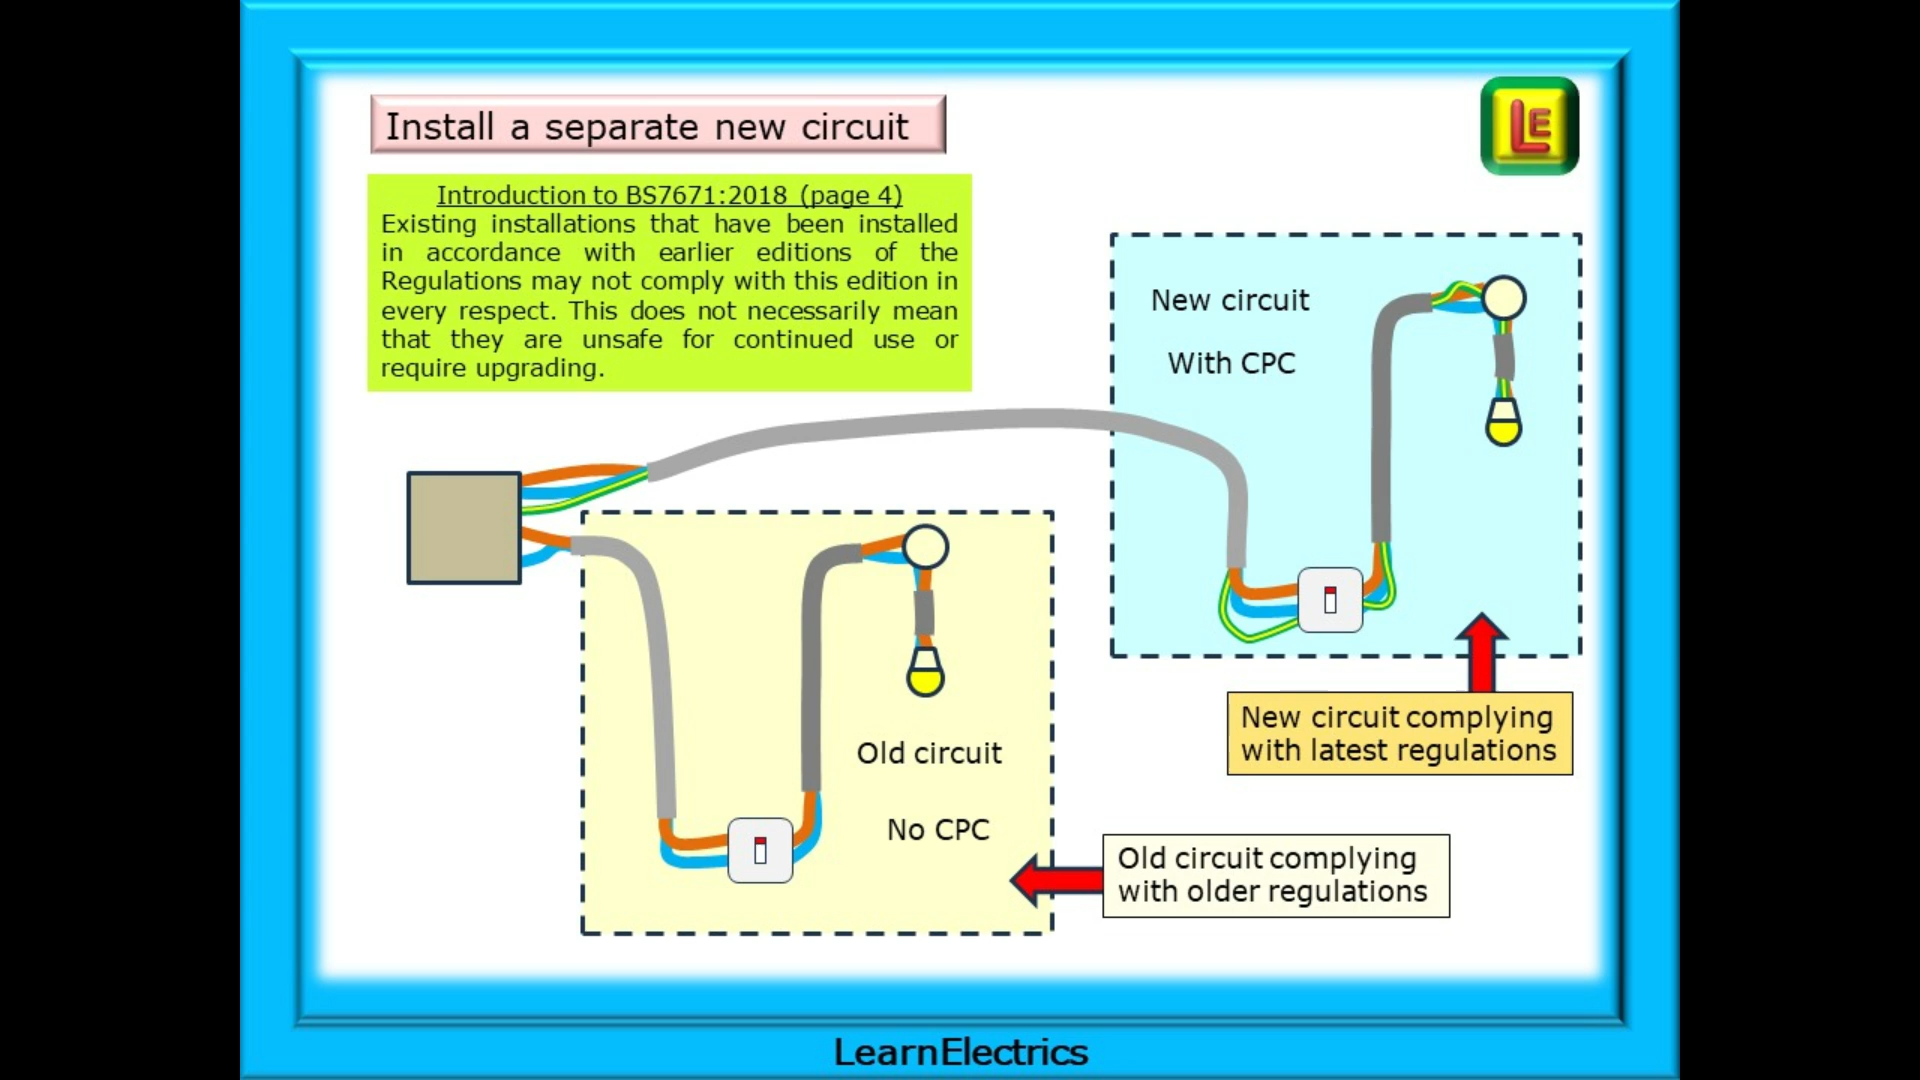 Install a separate new circuit
LE
Introduction to BS7671:2018 (page 4)
Existing installations that have been installed
in accordance with earlier editions of the
Regulations may not comply with this edition in
every respect. This does not necessarily mean
that they are unsafe for continued use or
require upgrading.
New circuit
With CPC
New circuit complying
with latest regulations
Old circuit
No CPC
Old circuit complying
with older regulations
LearnElectrics